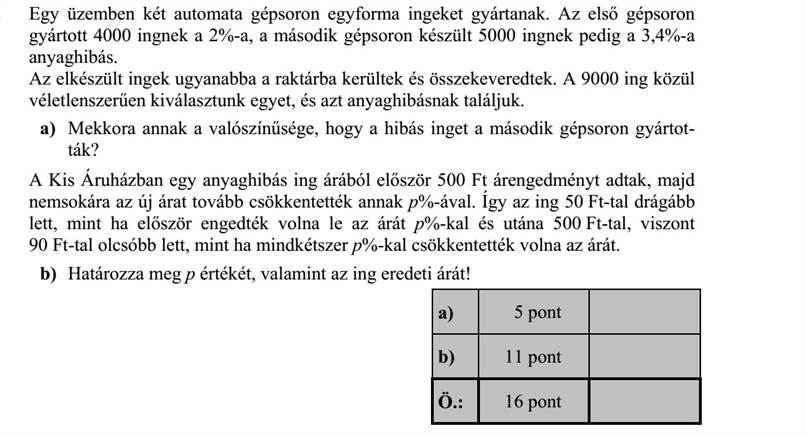 Egy üzemben két automata gépsoron egyforma ingeket gyártanak. Az első gépsoron
gyártott 4000 ingnek a 2%-a, a második gépsoron készült 5000 ingnek pedig a 3,4%-a
anyaghibás.
Az elkészült ingek ugyanabba a raktárba kerültek és összekeveredtek. A 9000 ing közül
véletlenszerűen kiválasztunk egyet, és azt anyaghibásnak találjuk.
a) Mekkora annak a valószínűsége, hogy a hibás inget a második gépsoron gyártot-
ták?
A Kis Áruházban egy anyaghibás ing árából először 500 Ft árengedményt adtak, majd
nemsokára az új árat tovább csökkentették annak p%-ával. Így az ing 50 Ft-tal drágább
lett, mint ha először engedték volna le az árát p%-kal és utána 500 Ft-tal, viszont
90 Ft-tal olcsóbb lett, mint ha mindkétszer p%-kal csökkentették volna az árát.
b) Határozza meg p értékét, valamint az ing eredeti árát!
a) 5 pont
b) 11 pont
Ö.: 16 pont